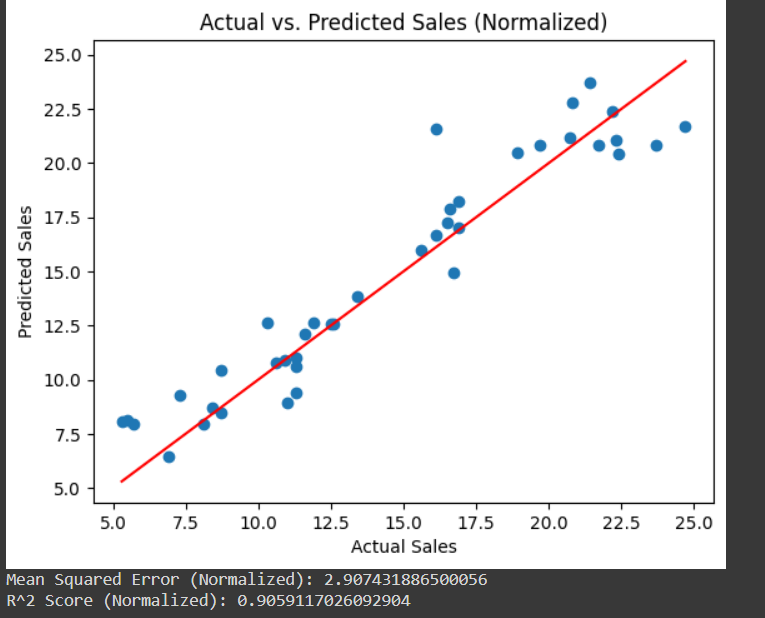 Actual vs. Predicted Sales (Normalized)
25.0
22.5
20.0
17.5
15.0
12.5
10.0
7.5
5.0
Predicted Sales
5.0 7.5 10.0 12.5 15.0 17.5 20.0 22.5 25.0
Actual Sales
Mean Squared Error (Normalized): 2.907431886500056
R^2 Score (Normalized): 0.9059117026092904